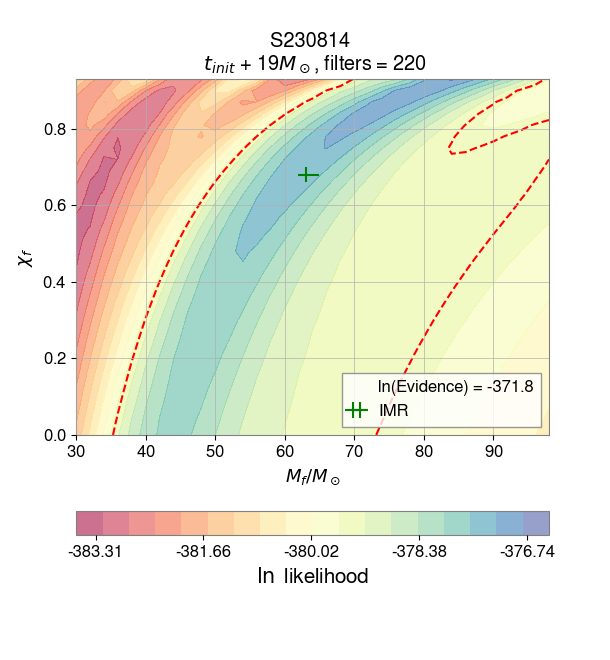 S230814
t_init + 19M_⊙, filters = 220
0.8
0.6
0.4
0.2
0.0
χ_f
30 40 50 60 70 80 90
M_f/M_⊙
ln(Evidence) = -371.8
IMR
-383.31 -381.66 -380.02 -378.38 -376.74
ln likelihood